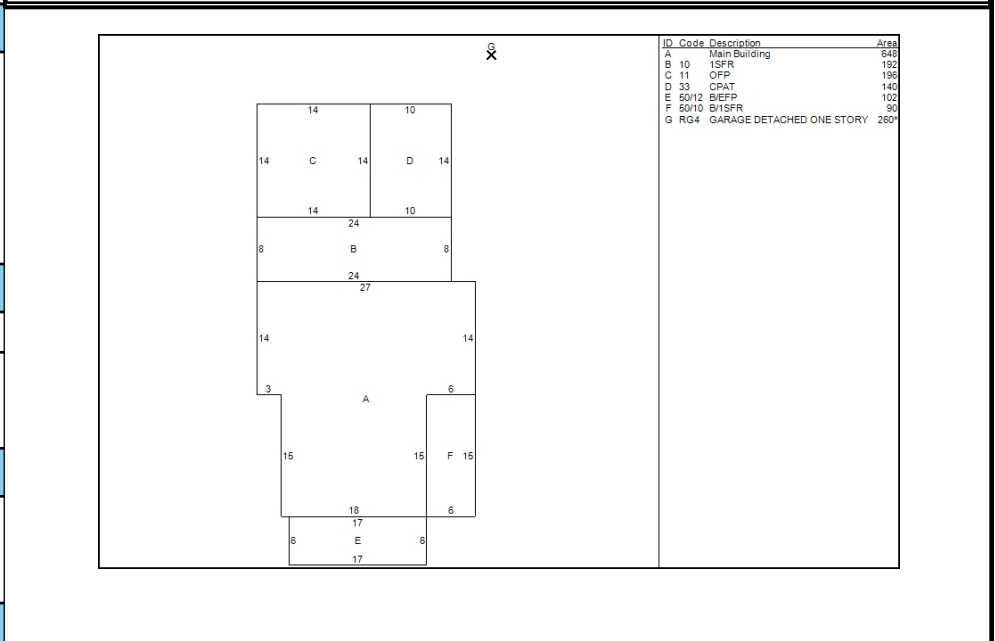 G
ID Code Description Area
A Main Building 648
B 10 1SFR 192
C 11 OFP 196
D 33 CPAT 140
E 50/12 B/EFP 102
F 50/10 B/1SFR 90
G RG4 GARAGE DETACHED ONE STORY 260*
14 10
14 C 14 D 14
14 10
24
8 B 8
24
27
14 14
3 6
A
15 15 F 15
18 6
17
6 E 6
17